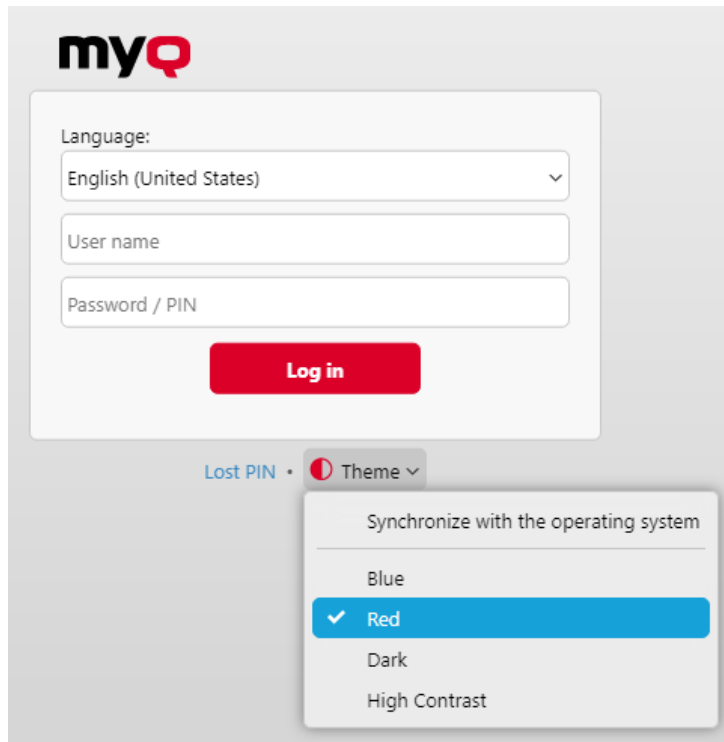 myQ
Language:
English (United States)
User name
Password / PIN
Log in
Lost PIN • Theme
Synchronize with the operating system
Blue
Red
Dark
High Contrast